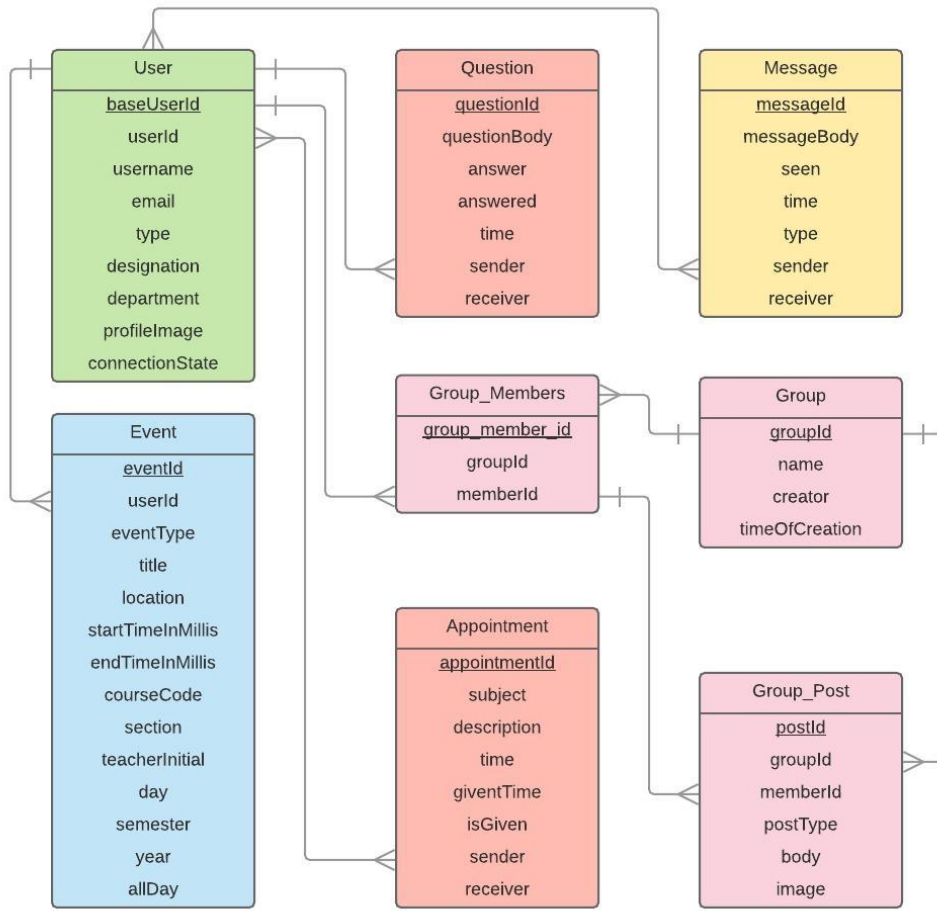 User
baseUserId
userId
username
email
type
designation
department
profileImage
connectionState
Question
questionId
questionBody
answer
answered
time
sender
receiver
Message
messageId
messageBody
seen
time
type
sender
receiver
Event
eventId
userId
eventType
title
location
startTimeInMillis
endTimeInMillis
courseCode
section
teacherInitial
day
semester
year
allDay
Group_Members
group_member_id
groupId
memberId
Group
groupId
name
creator
timeOfCreation
Appointment
appointmentId
subject
description
time
giventTime
isGiven
sender
receiver
Group_Post
postId
groupId
memberId
postType
body
image